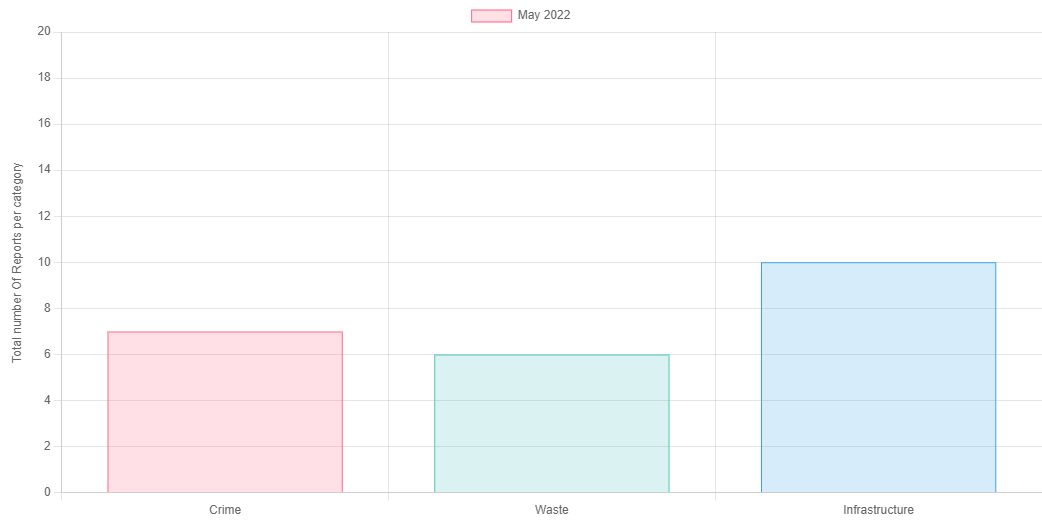 May 2022
Total number Of Reports per category
20
18
16
14
12
10
8
6
4
2
0
Crime
Waste
Infrastructure